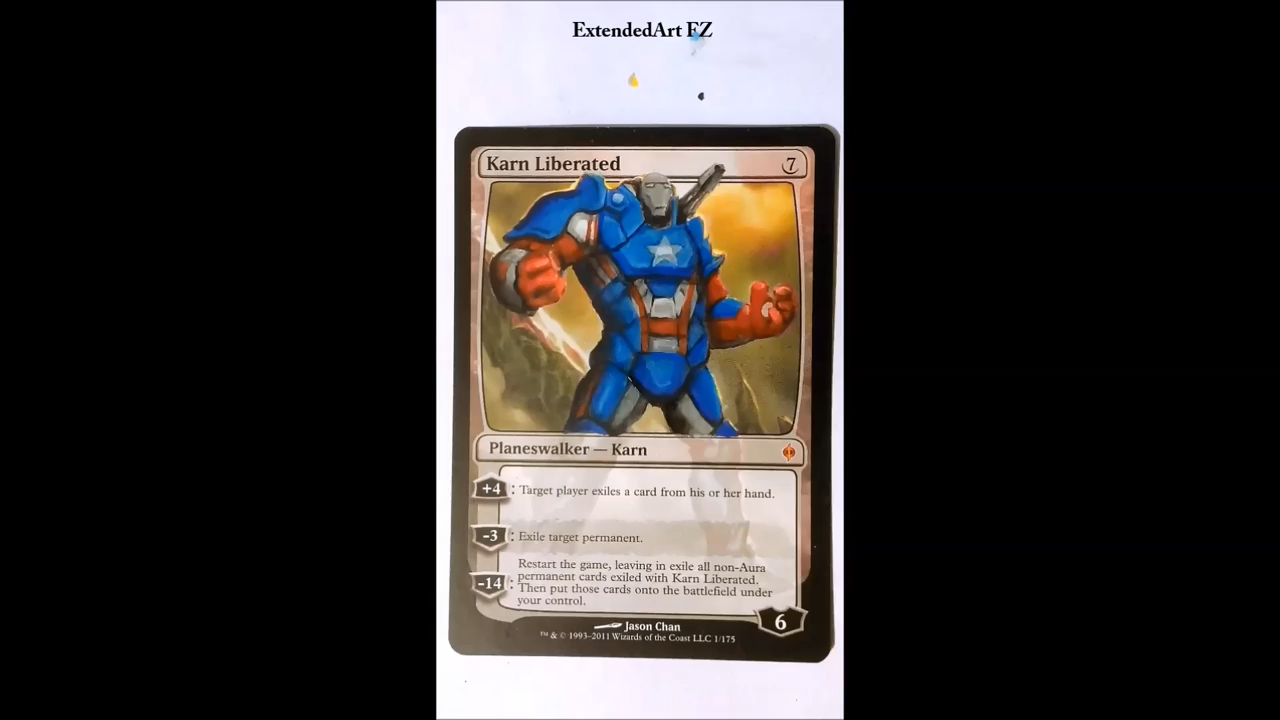 ExtendedArt FZ
Karn Liberated
7
Planeswalker — Karn
+4 : Target player exiles a card from his or her hand.
-3 : Exile target permanent.
Restart the game, leaving in exile all non-Aura
permanent cards exiled with Karn Liberated.
-14 : Then put those cards onto the battlefield under
your control.
6
Jason Chan
™ & © 1993–2011 Wizards of the Coast LLC 1/175